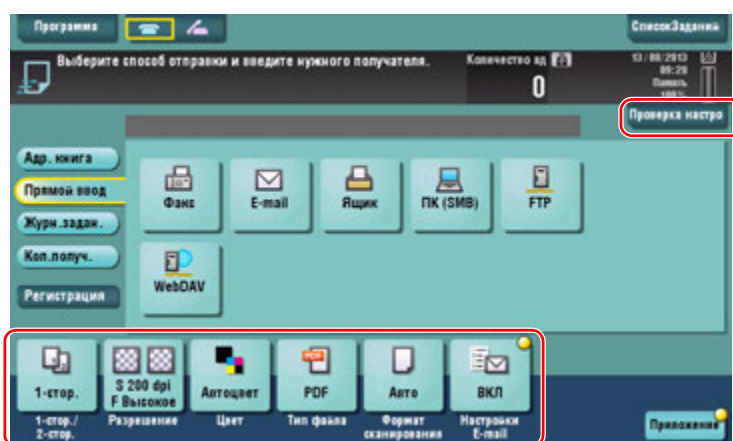 Программа
СписокЗаданий
Выберите способ отправки и введите нужного получателя.
Количество ад
0
13/08/2013
09:28
Память
100%
Проверка настро
Адр. книга
Прямой ввод
Журн.задан.
Коп.получ.
Регистрация
Факс
E-mail
Ящик
ПК (SMB)
FTP
WebDAV
1-стор.
S 200 dpi
F Высокое
Автоцвет
PDF
Авто
ВКЛ
1-стор./
2-стор.
Разрешение
Цвет
Тип файла
Формат
сканирования
Настройки
E-mail
Приложение